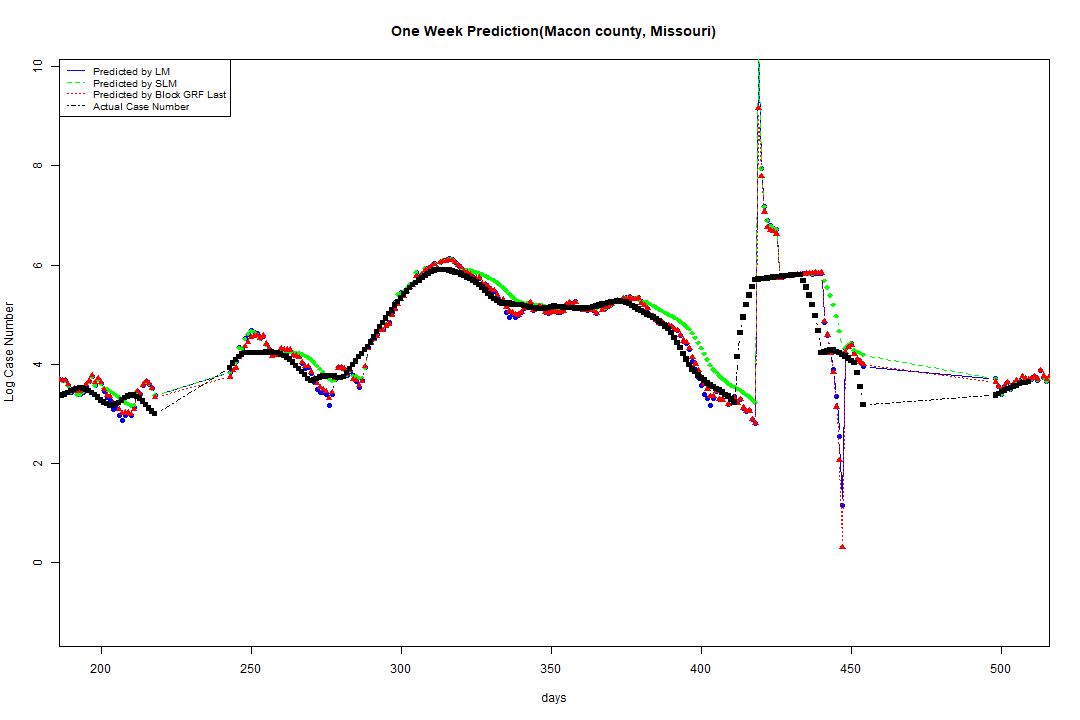 One Week Prediction(Macon county, Missouri)
Predicted by LM
Predicted by SLM
Predicted by Block GRF Last
Actual Case Number
Log Case Number
10
8
6
4
2
0
200 250 300 350 400 450 500
days